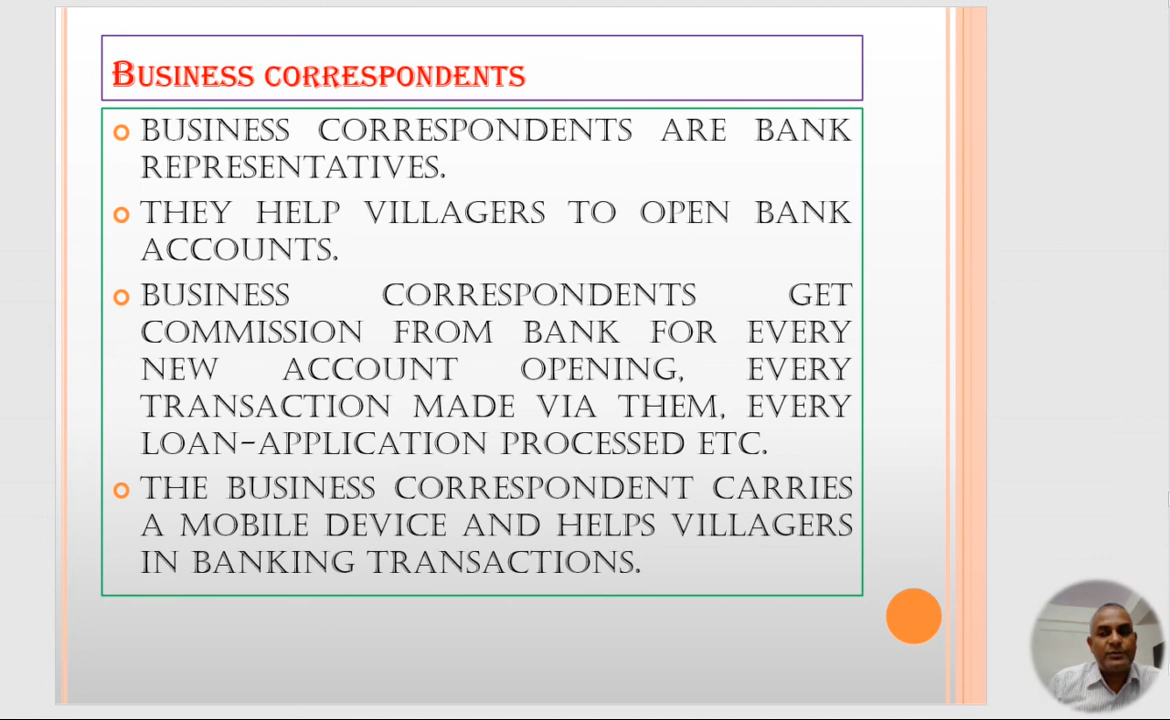 BUSINESS CORRESPONDENTS
BUSINESS CORRESPONDENTS ARE BANK
REPRESENTATIVES.
THEY HELP VILLAGERS TO OPEN BANK
ACCOUNTS.
BUSINESS CORRESPONDENTS GET
COMMISSION FROM BANK FOR EVERY
NEW ACCOUNT OPENING, EVERY
TRANSACTION MADE VIA THEM, EVERY
LOAN-APPLICATION PROCESSED ETC.
THE BUSINESS CORRESPONDENT CARRIES
A MOBILE DEVICE AND HELPS VILLAGERS
IN BANKING TRANSACTIONS.